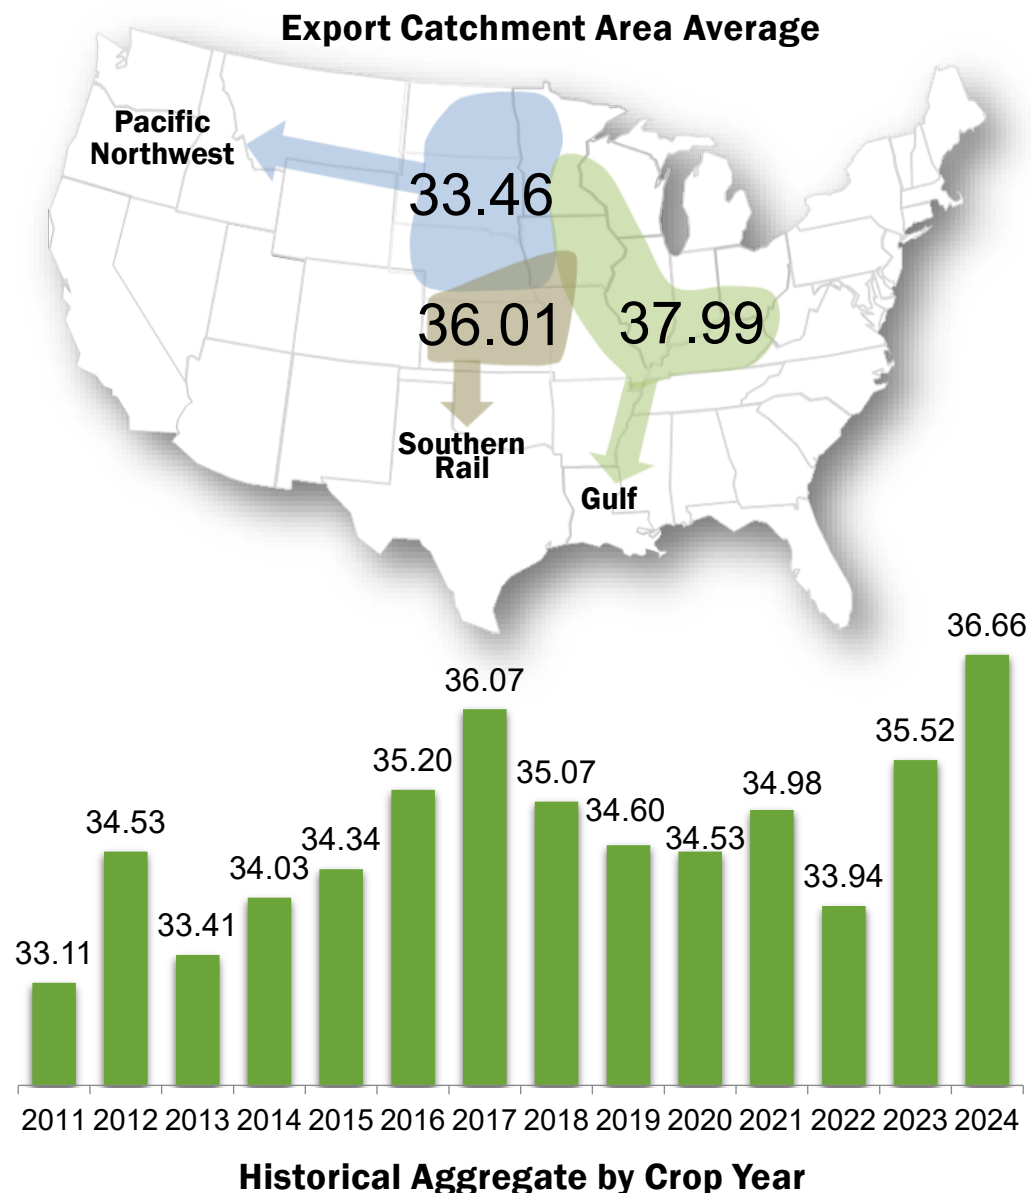 Export Catchment Area Average
Pacific
Northwest
33.46
36.01
37.99
Southern
Rail
Gulf
36.66
36.07
35.52
35.20
35.07
34.98
34.60
34.53
34.53
34.34
34.03
33.94
33.41
33.11
2011 2012 2013 2014 2015 2016 2017 2018 2019 2020 2021 2022 2023 2024
Historical Aggregate by Crop Year